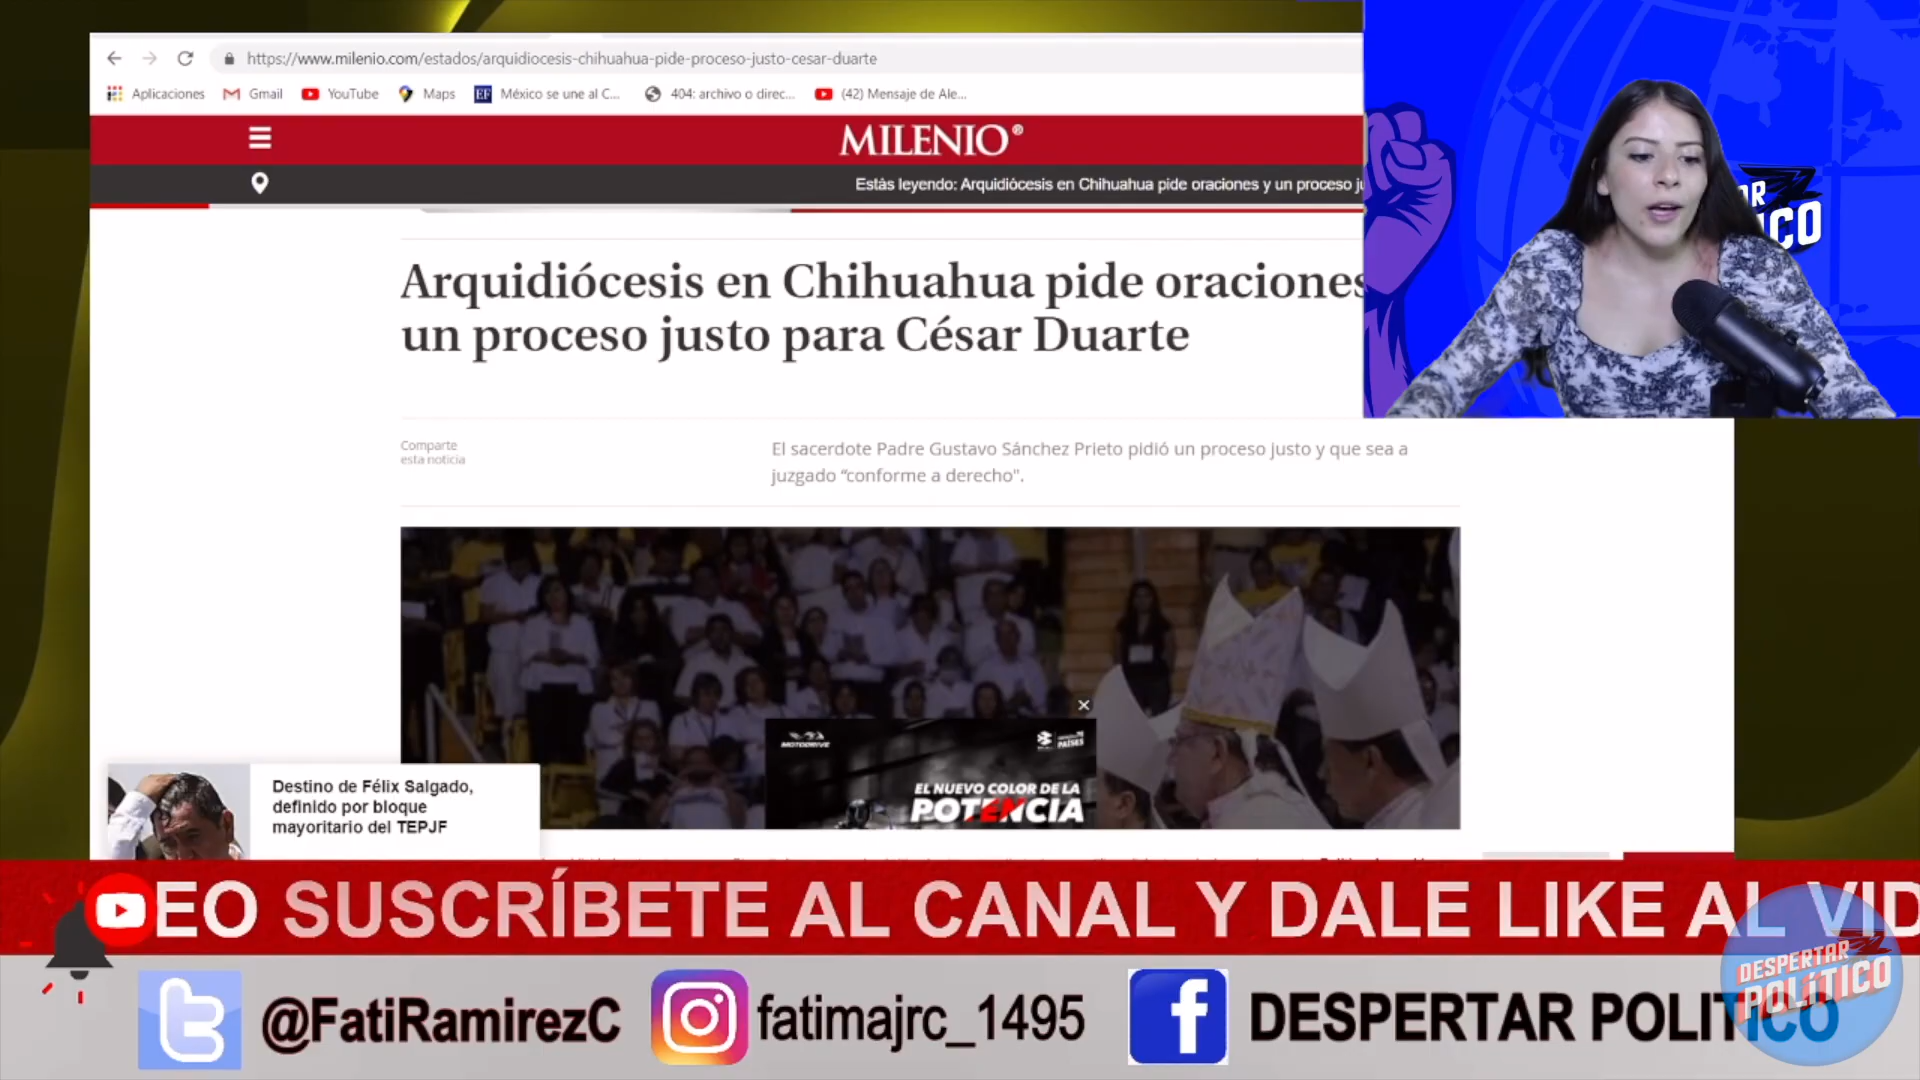 https://www.milenio.com/estados/arquidiocesis-chihuahua-pide-proceso-justo-cesar-duarte
Aplicaciones
Gmail
YouTube
Maps
EF México se une al C...
404: archivo o direc...
(42) Mensaje de Ale...
MILENIO®
Estás leyendo: Arquidiócesis en Chihuahua pide oraciones y un proceso
Arquidiócesis en Chihuahua pide oraciones
un proceso justo para César Duarte
Comparte
esta noticia
El sacerdote Padre Gustavo Sánchez Prieto pidió un proceso justo y que sea a
juzgado “conforme a derecho".
MOTODRIVE
PAÍSES
EL NUEVO COLOR DE LA
POTENCIA
Destino de Félix Salgado,
definido por bloque
mayoritario del TEPJF
EO SUSCRÍBETE AL CANAL Y DALE LIKE AL VID
@FatiRamirezC
fatimajrc_1495
DESPERTAR POLITICO
DESPERTAR
POLÍTICO